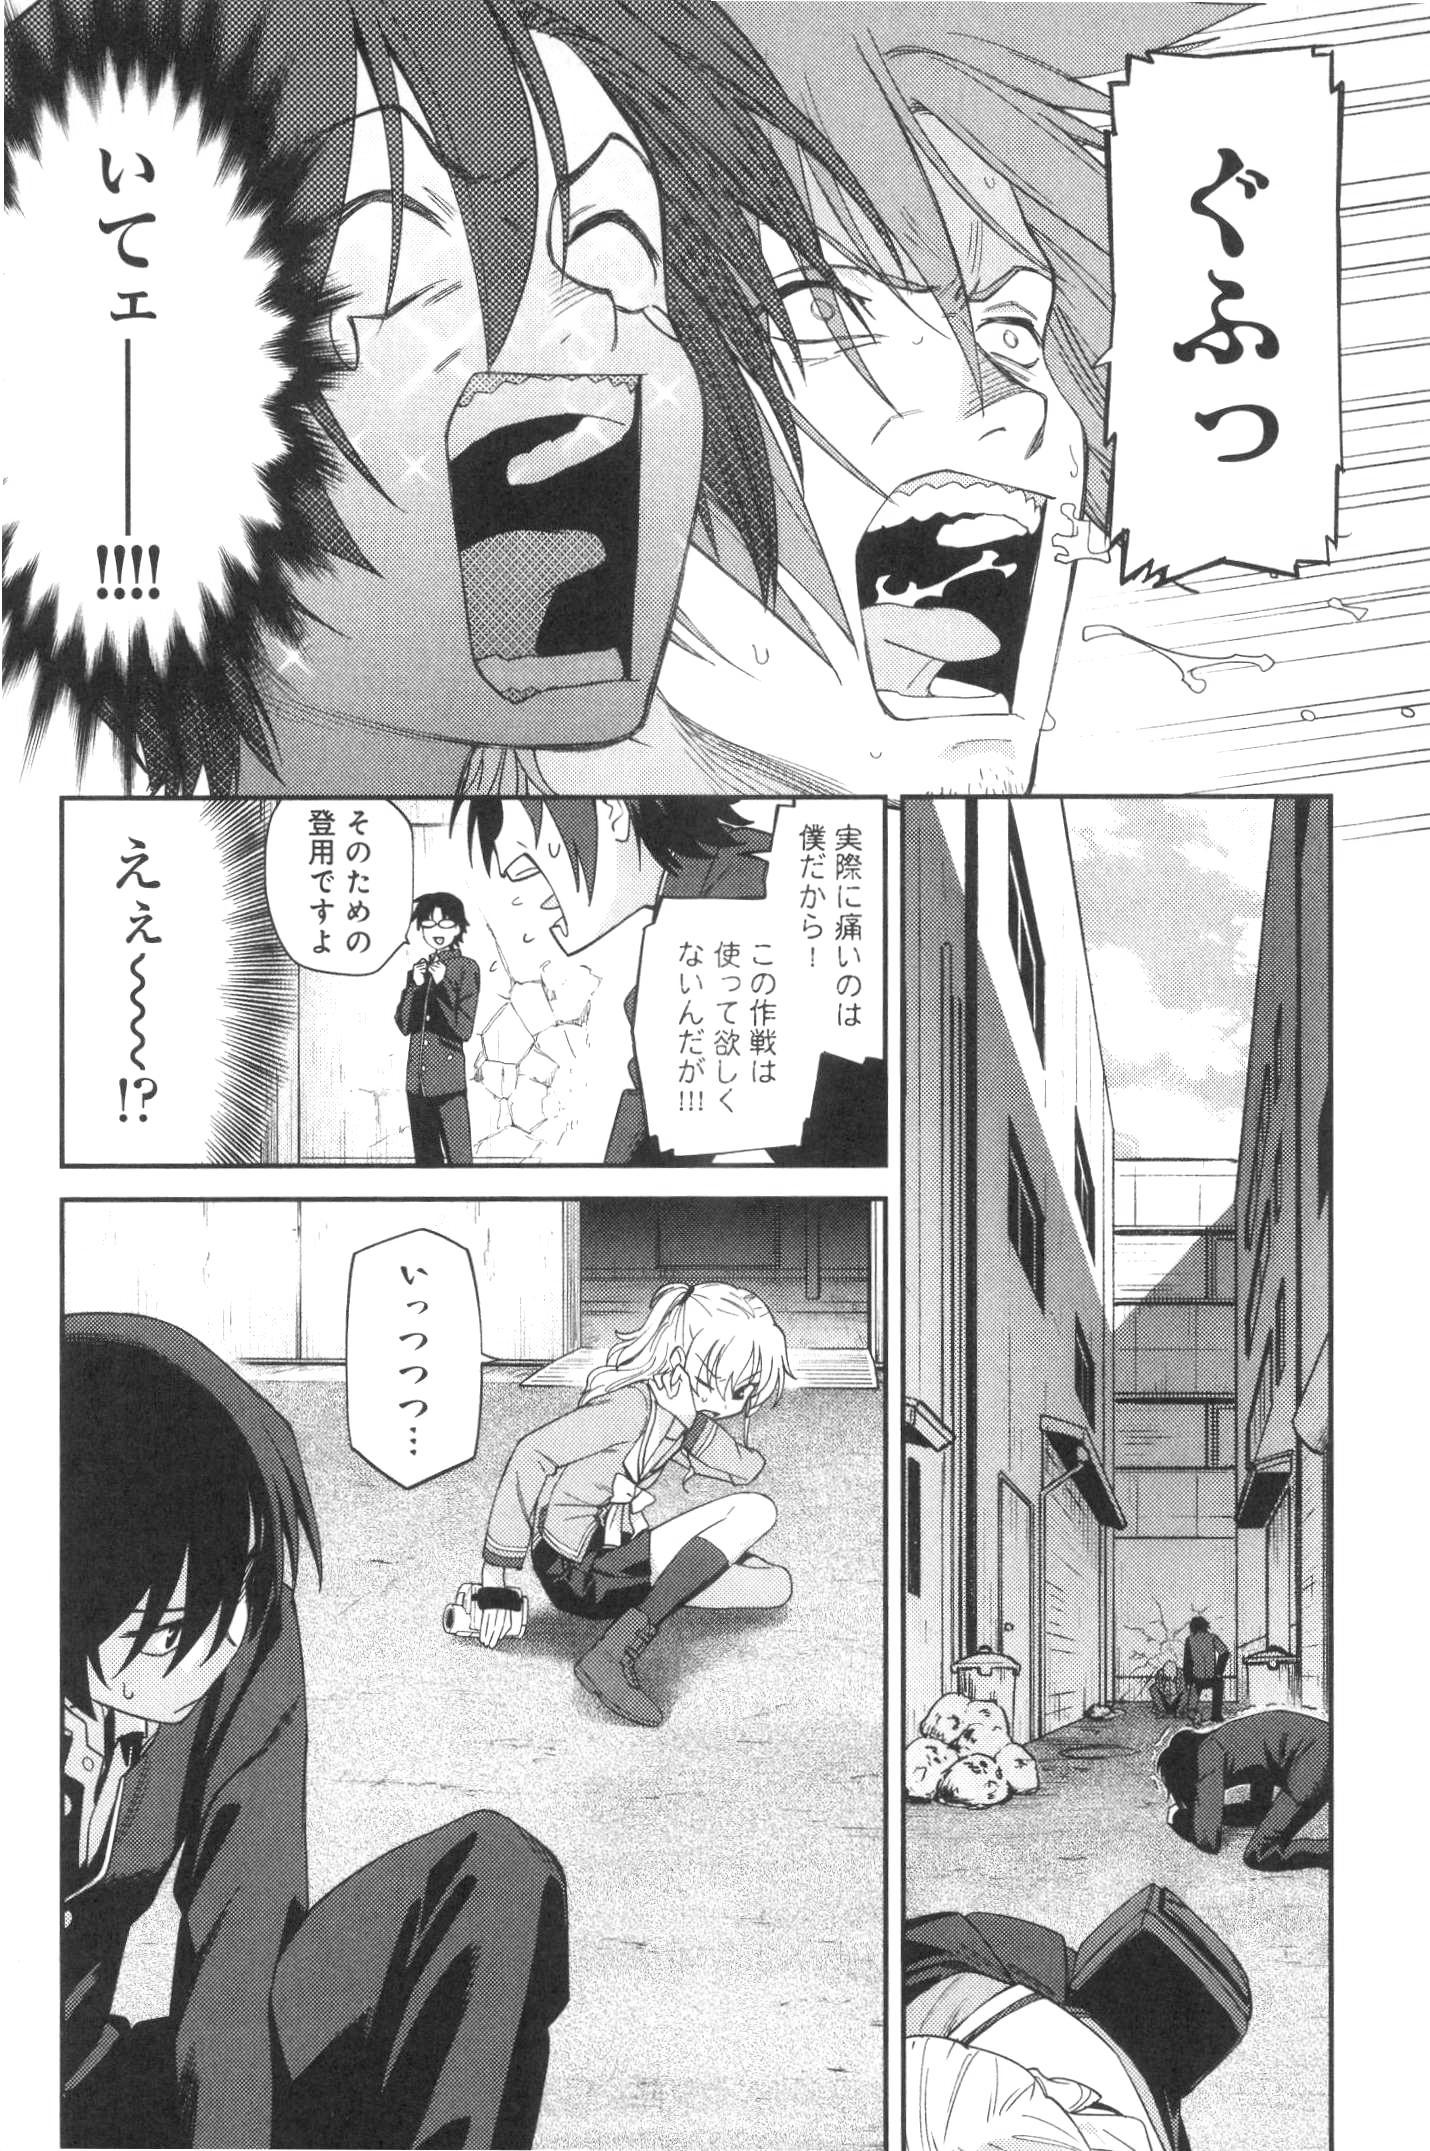 ぐふっ
いてェ――!!!!
実際に痛いのは
僕だから！
この作戦は
使って欲しく
ないんだが!!!
そのための
登用ですよ
ええ～～～～!?
いっつつつ…